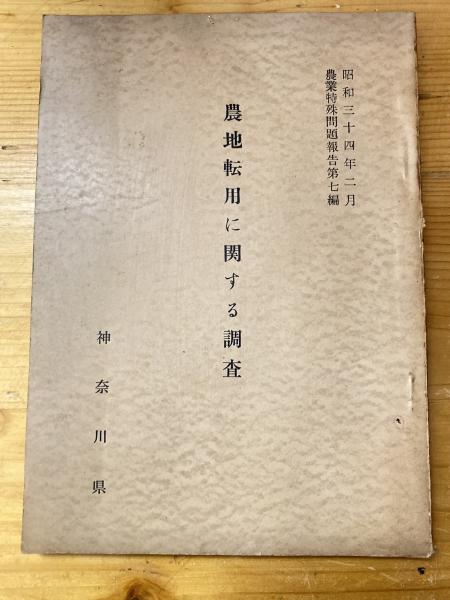 昭和三十四年二月
農業特殊問題報告第七編
農地転用に関する調査
神奈川県